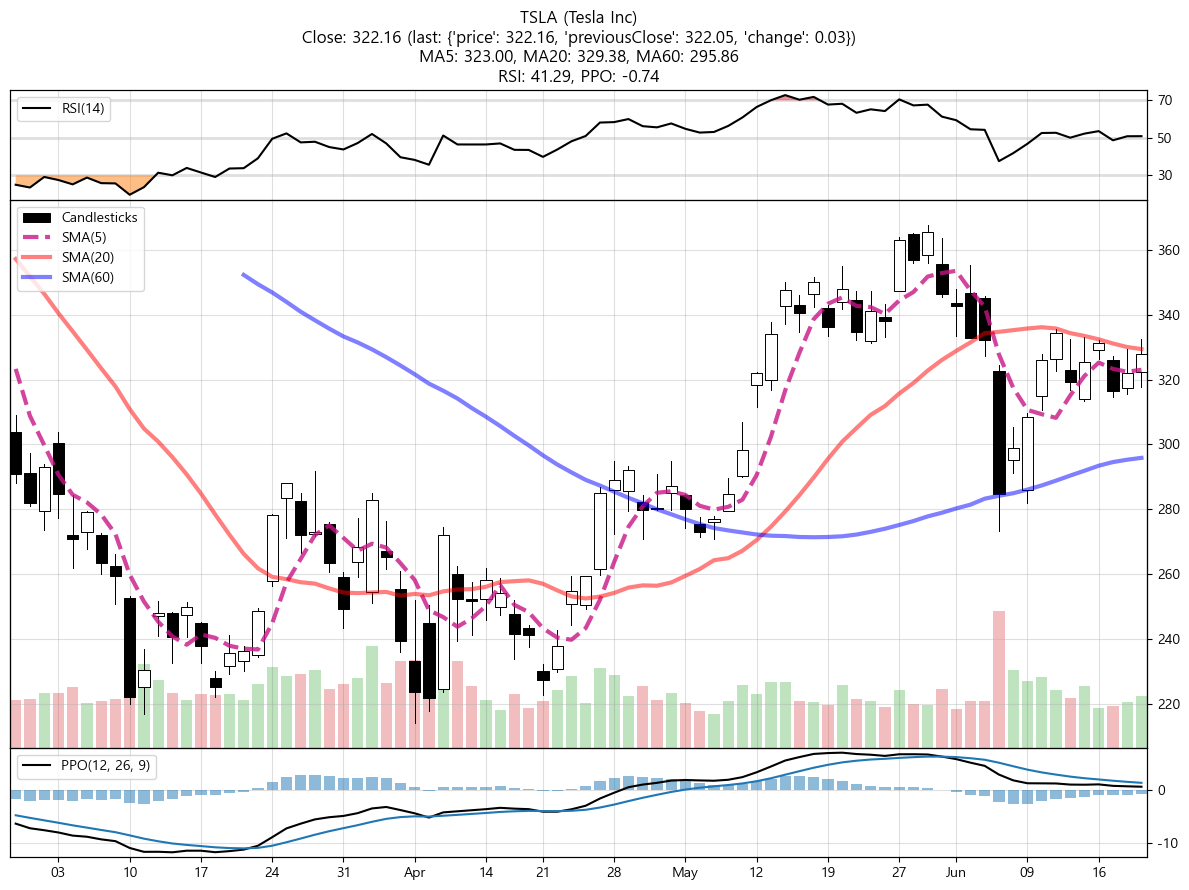 TSLA (Tesla Inc)
Close: 322.16 (last: {'price': 322.16, 'previousClose': 322.05, 'change': 0.03})
MA5: 323.00, MA20: 329.38, MA60: 295.86
RSI: 41.29, PPO: -0.74
RSI(14)
70
50
30
Candlesticks
SMA(5)
SMA(20)
SMA(60)
360
340
320
300
280
260
240
220
PPO(12, 26, 9)
0
-10
03 10 17 24 31 Apr 14 21 28 May 12 19 27 Jun 09 16